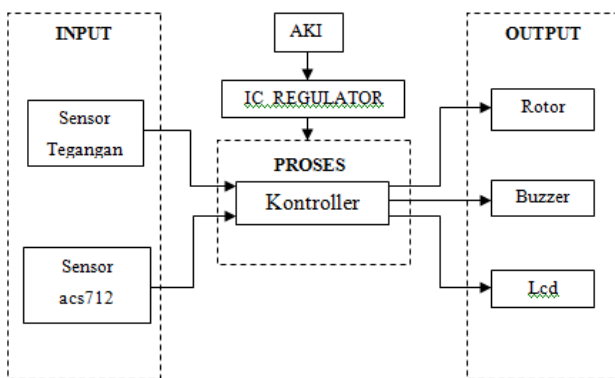 INPUT
Sensor
Tegangan
Sensor
acs712
AKI
IC REGULATOR
PROSES
Kontroller
OUTPUT
Rotor
Buzzer
Lcd